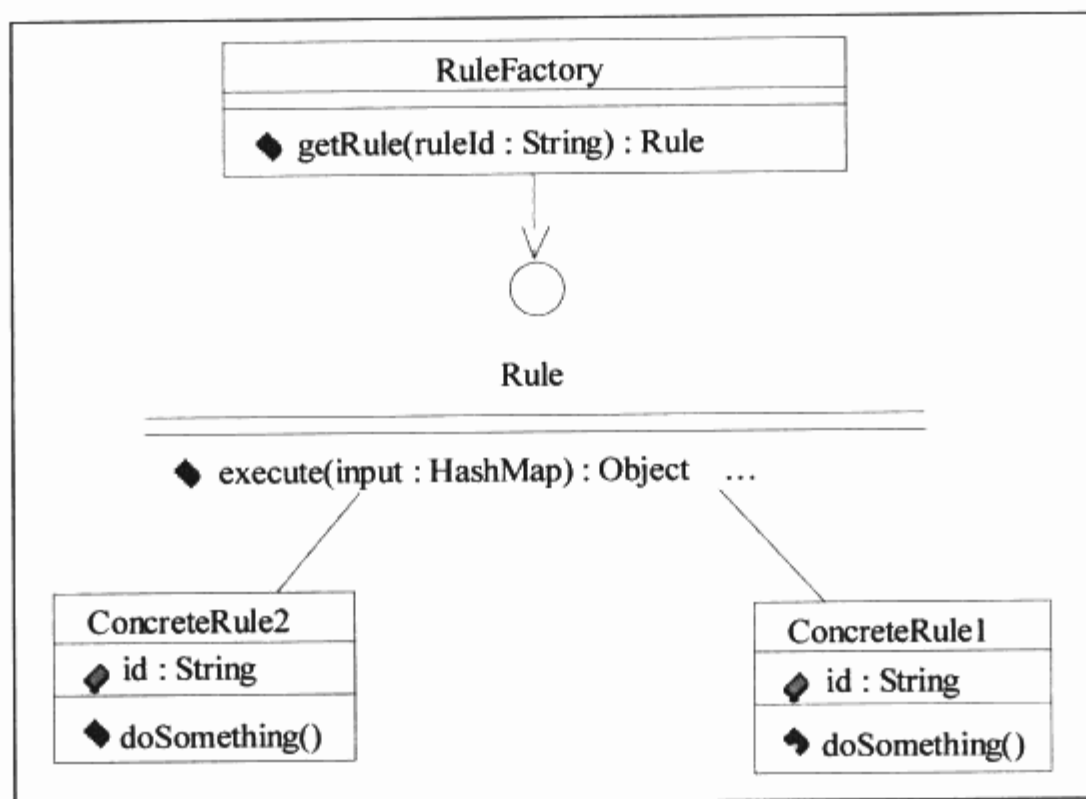 RuleFactory
getRule(ruleId : String) : Rule
Rule
execute(input : HashMap) : Object ...
ConcreteRule2
id : String
doSomething()
ConcreteRule1
id : String
doSomething()